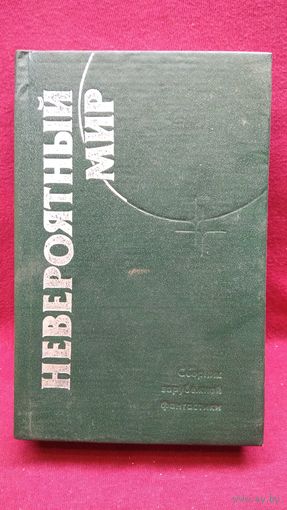 НЕВЕРОЯТНЫЙ
МИР
Сборник
зарубежной
фантастики